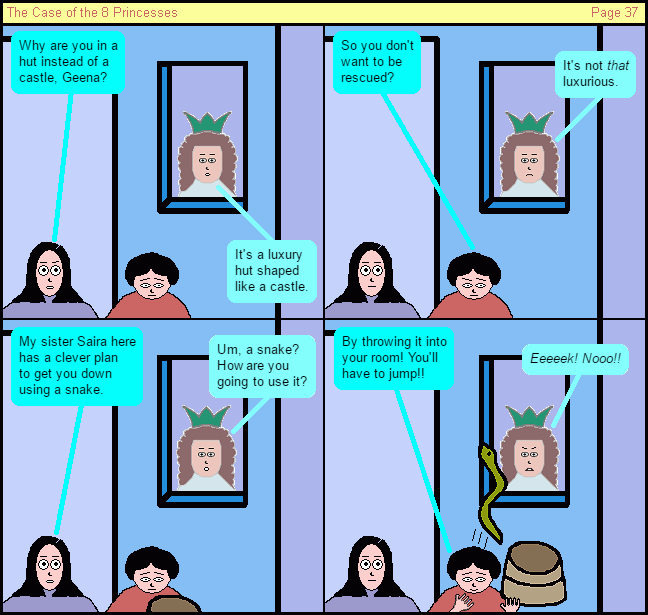 The Case of the 8 Princesses
Page 37
Why are you in a
hut instead of a
castle, Geena?
It's a luxury
hut shaped
like a castle.
So you don't
want to be
rescued?
It's not that
luxurious.
My sister Saira here
has a clever plan
to get you down
using a snake.
Um, a snake?
How are you
going to use it?
By throwing it into
your room! You'll
have to jump!!
Eeeeek! Nooo!!